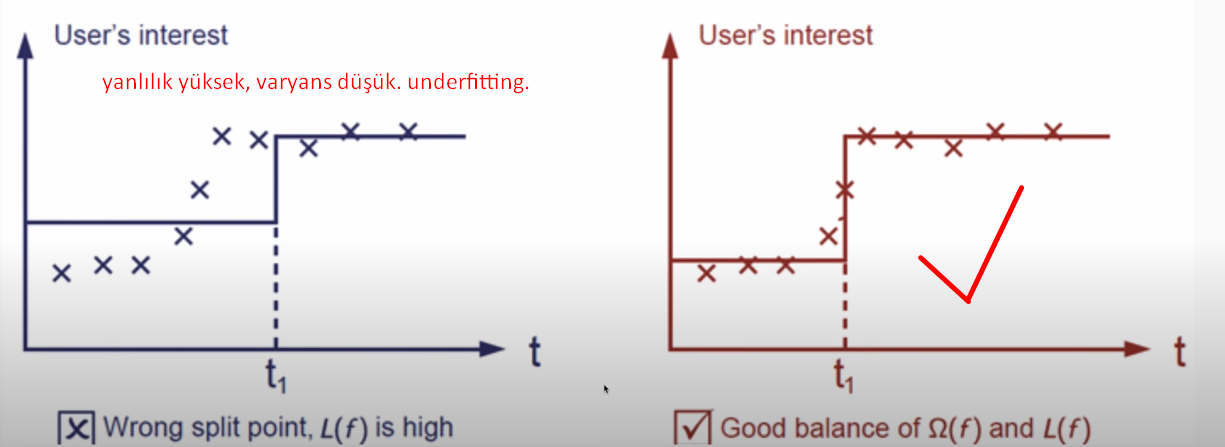 User's interest
yanlılık yüksek, varyans düşük. underfitting.
t
t₁
Wrong split point, L(f) is high
User's interest
t
t₁
Good balance of Ω(f) and L(f)